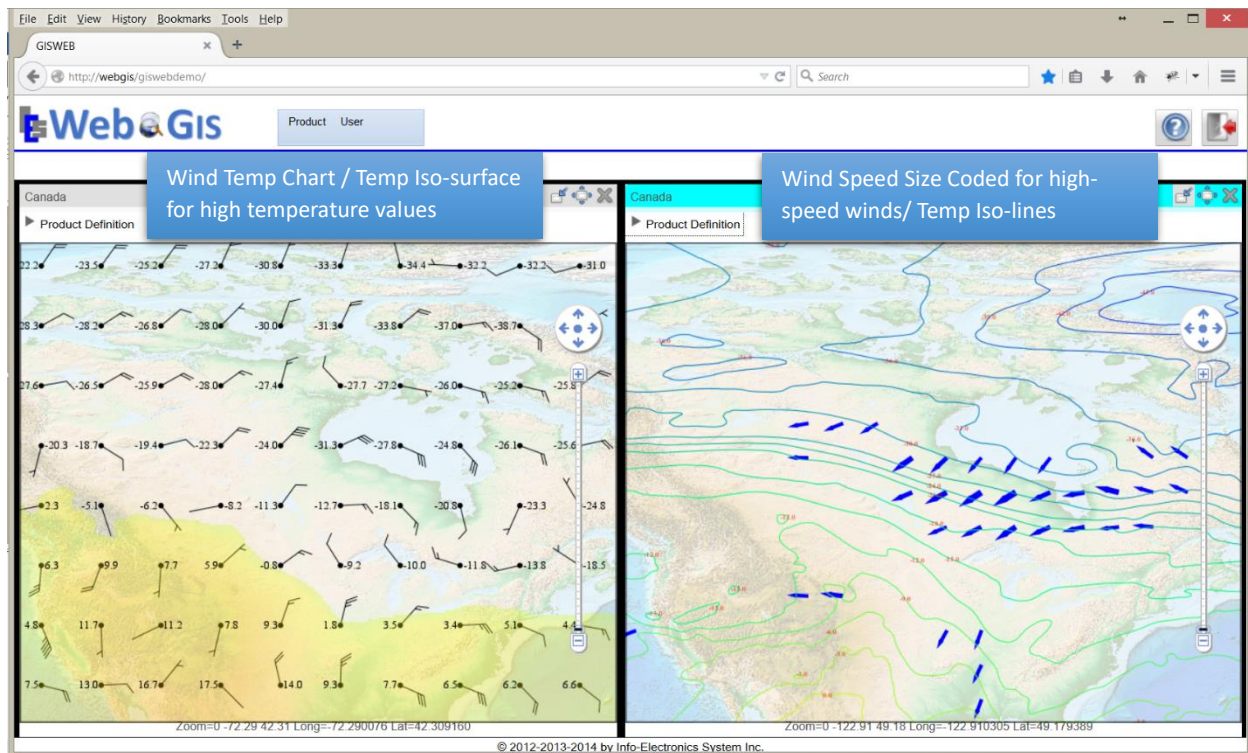 File Edit View History Bookmarks Tools Help
GISWEB
http://webgis/giswebdemo/
Search
Web GIS
Product User
Wind Temp Chart / Temp Iso-surface
for high temperature values
Wind Speed Size Coded for high-
speed winds/ Temp Iso-lines
Canada
Canada
Product Definition
Product Definition
22.2 -23.5 -25.2 -27.2 -30.8 -33.3 -34.4 -32.2 -32.2 -31.0
28.3 -28.2 -26.8 -28.0 -30.0 -31.3 -33.8 -37.0 -38.7
27.6 -26.5 -25.9 -28.0 -27.4 -27.7 -27.2 -26.0 -25.2 -25.8
-20.3 -18.7 -19.4 -22.3 -24.0 -31.3 -27.8 -24.8 -26.1 -25.6
2.3 -5.1 -6.2 -8.2 -11.3 -12.7 -18.1 -20.8 -23.3 -24.8
6.3 9.9 7.7 5.9 -0.8 -9.2 -10.0 -11.8 -13.8 -18.5
4.8 11.7 11.2 7.8 9.3 1.8 3.5 3.4 5.1 4.4
7.5 13.0 16.7 17.5 14.0 9.3 7.7 6.5 6.2 6.6
Zoom=0 -72.29 42.31 Long=-72.290076 Lat=42.309160
Zoom=0 -122.91 49.18 Long=-122.910305 Lat=49.179389
© 2012-2013-2014 by Info-Electronics System Inc.